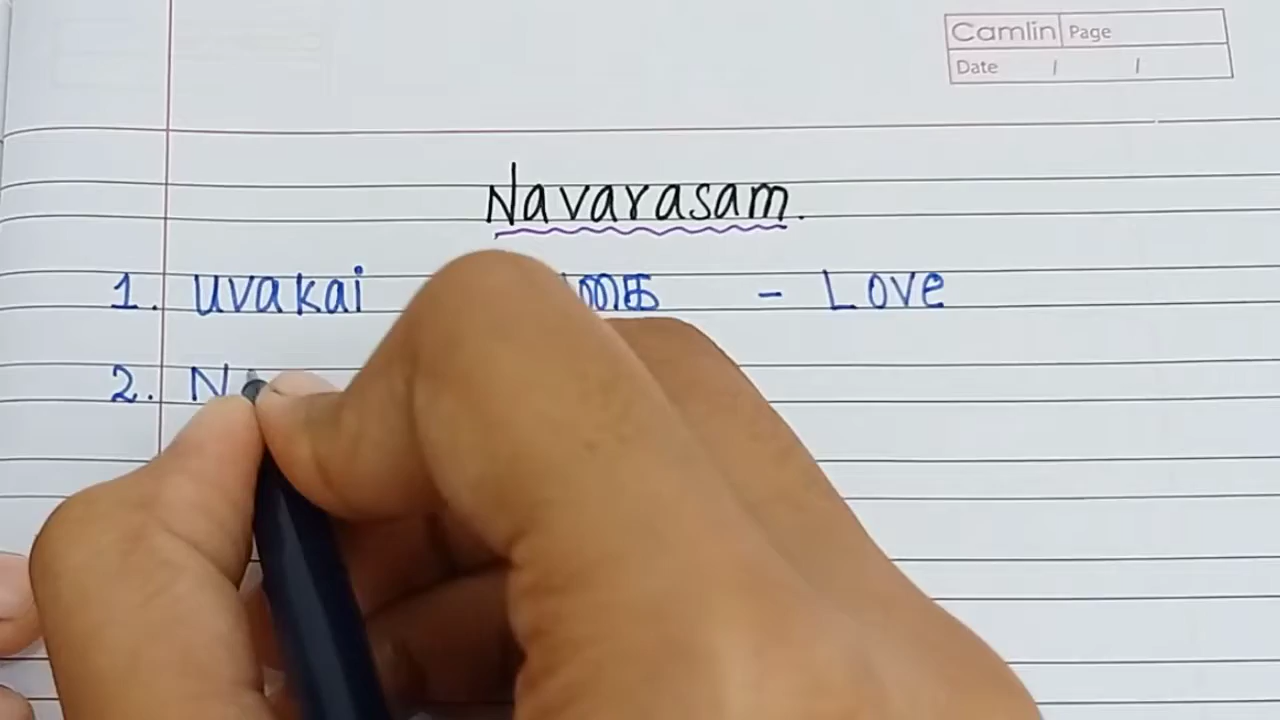 Camlin Page
Date / /
Navarasam.
1. Uvakai - Love
2. N